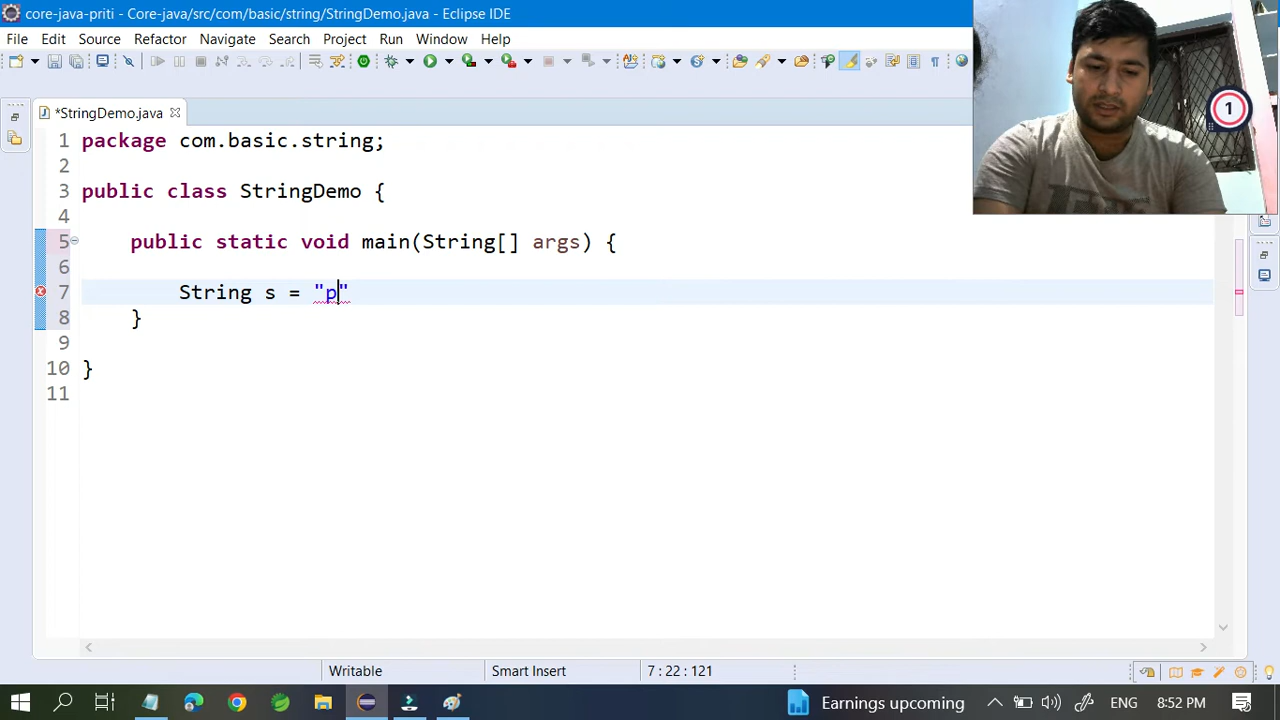 core-java-priti - Core-java/src/com/basic/string/StringDemo.java - Eclipse IDE
File Edit Source Refactor Navigate Search Project Run Window Help
*StringDemo.java
1 package com.basic.string;
2
3 public class StringDemo {
4
5 public static void main(String[] args) {
6
7 String s = "p"
8 }
9
10 }
11
1
Writable Smart Insert 7 : 22 : 121
Earnings upcoming ENG 8:52 PM